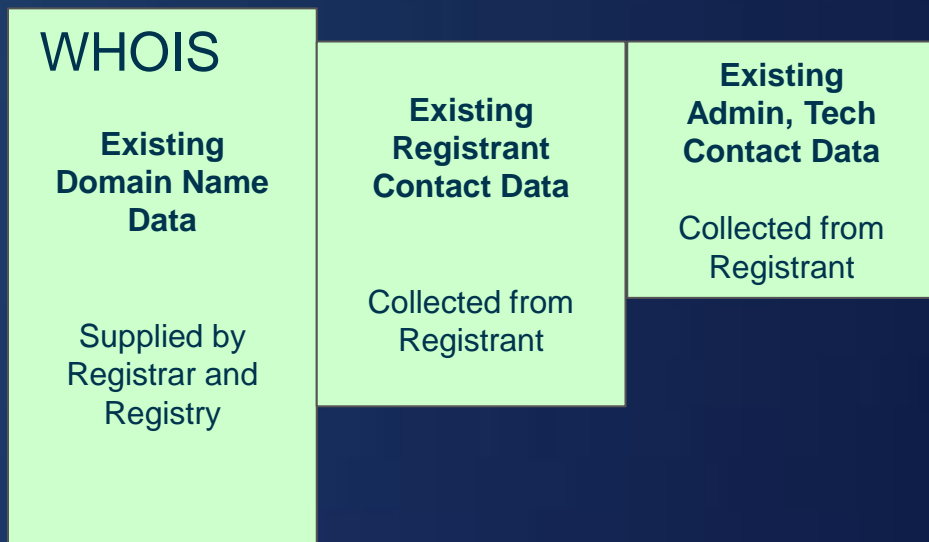 WHOIS
Existing
Domain Name
Data
Supplied by
Registrar and
Registry
Existing
Registrant
Contact Data
Collected from
Registrant
Existing
Admin, Tech
Contact Data
Collected from
Registrant